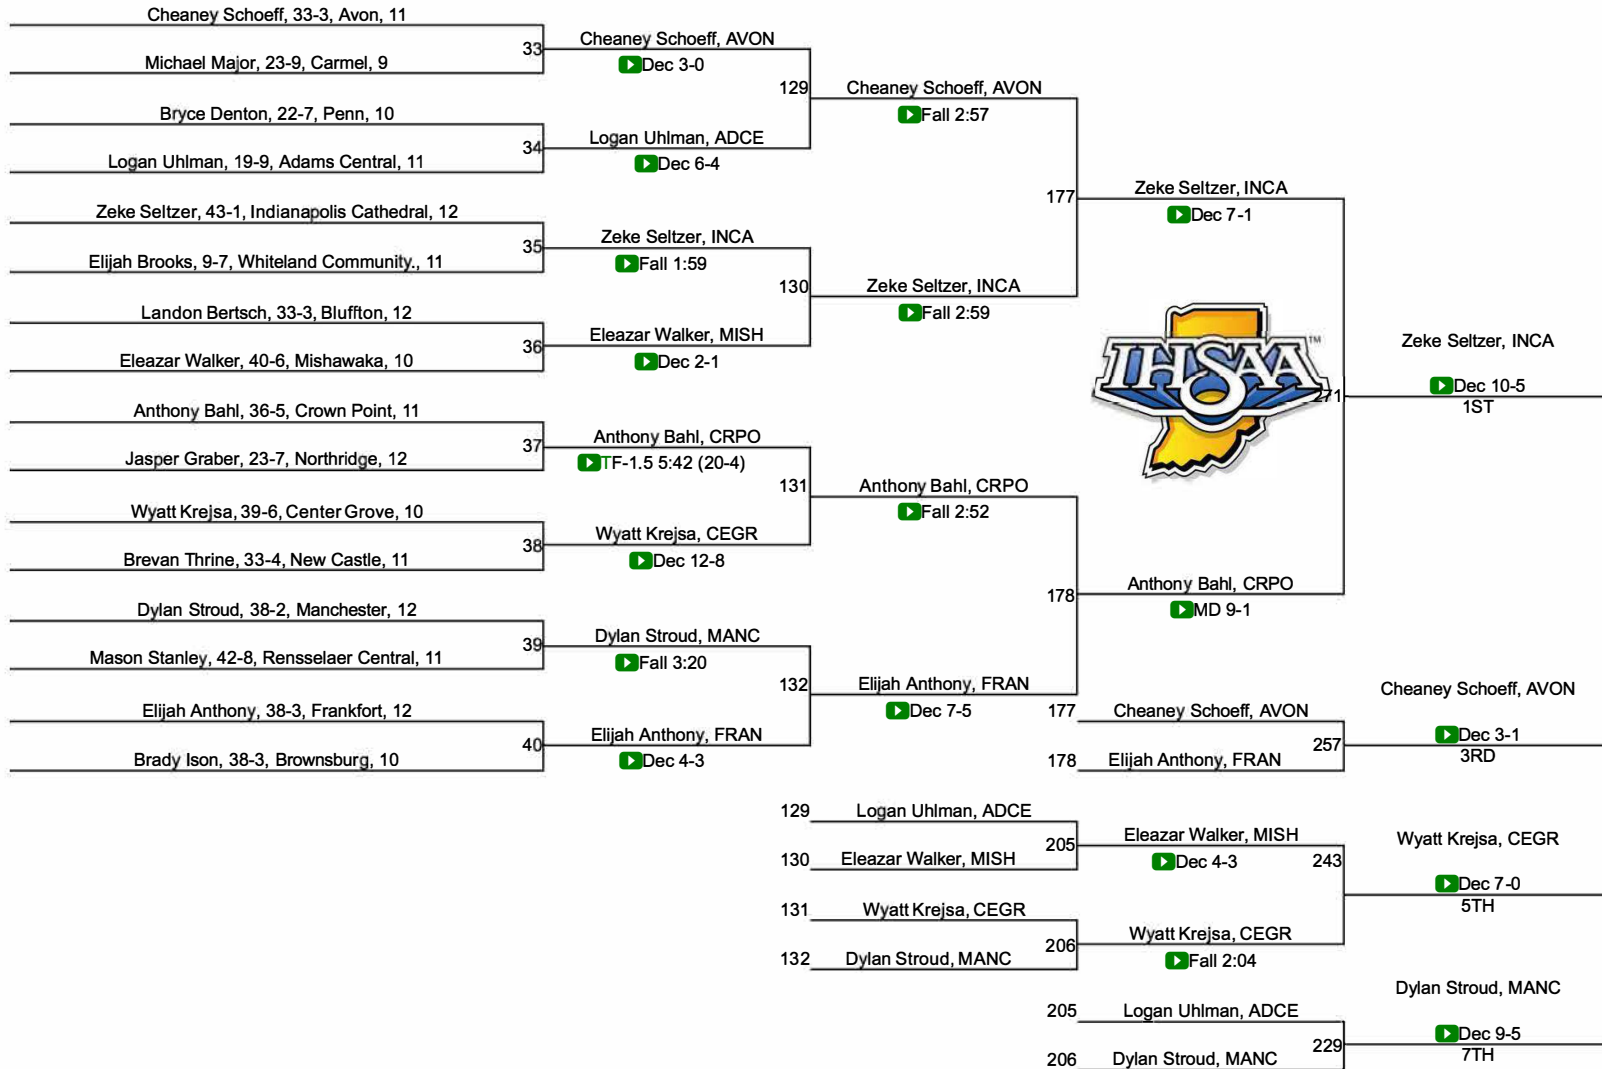 Cheaney Schoeff, 33-3, Avon, 11
33
Michael Major, 23-9, Carmel, 9
Cheaney Schoeff, AVON
Dec 3-0
129
Bryce Denton, 22-7, Penn, 10
34
Logan Uhlman, 19-9, Adams Central, 11
Logan Uhlman, ADCE
Dec 6-4
Cheaney Schoeff, AVON
Fall 2:57
177
Zeke Seltzer, 43-1, Indianapolis Cathedral, 12
35
Elijah Brooks, 9-7, Whiteland Community., 11
Zeke Seltzer, INCA
Fall 1:59
130
Landon Bertsch, 33-3, Bluffton, 12
36
Eleazar Walker, 40-6, Mishawaka, 10
Eleazar Walker, MISH
Dec 2-1
Zeke Seltzer, INCA
Fall 2:59
Zeke Seltzer, INCA
Dec 7-1
IHSAA
TM
271
Zeke Seltzer, INCA
Dec 10-5
1ST
Anthony Bahl, 36-5, Crown Point, 11
37
Jasper Graber, 23-7, Northridge, 12
Anthony Bahl, CRPO
TF-1.5 5:42 (20-4)
131
Wyatt Krejsa, 39-6, Center Grove, 10
38
Brevan Thrine, 33-4, New Castle, 11
Wyatt Krejsa, CEGR
Dec 12-8
Anthony Bahl, CRPO
Fall 2:52
178
Anthony Bahl, CRPO
MD 9-1
Dylan Stroud, 38-2, Manchester, 12
39
Mason Stanley, 42-8, Rensselaer Central, 11
Dylan Stroud, MANC
Fall 3:20
132
Elijah Anthony, 38-3, Frankfort, 12
40
Brady Ison, 38-3, Brownsburg, 10
Elijah Anthony, FRAN
Dec 4-3
Elijah Anthony, FRAN
Dec 7-5
177
Cheaney Schoeff, AVON
257
178
Elijah Anthony, FRAN
Cheaney Schoeff, AVON
Dec 3-1
3RD
129
Logan Uhlman, ADCE
205
130
Eleazar Walker, MISH
Eleazar Walker, MISH
Dec 4-3
243
131
Wyatt Krejsa, CEGR
206
132
Dylan Stroud, MANC
Wyatt Krejsa, CEGR
Fall 2:04
Wyatt Krejsa, CEGR
Dec 7-0
5TH
205
Logan Uhlman, ADCE
229
206
Dylan Stroud, MANC
Dylan Stroud, MANC
Dec 9-5
7TH